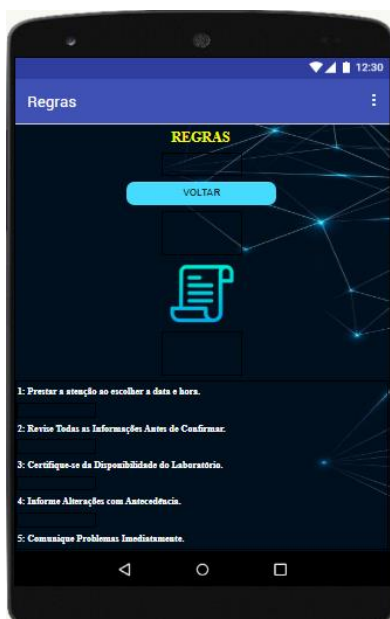 12:30
Regras
REGRAS
VOLTAR
1: Prestar a atenção ao escolher a data e hora.
2: Revise Todas as Informações Antes de Confirmar.
3: Certifique-se da Disponibilidade do Laboratório.
4: Informe Alterações com Antecedência.
5: Comunique Problemas Imediatamente.